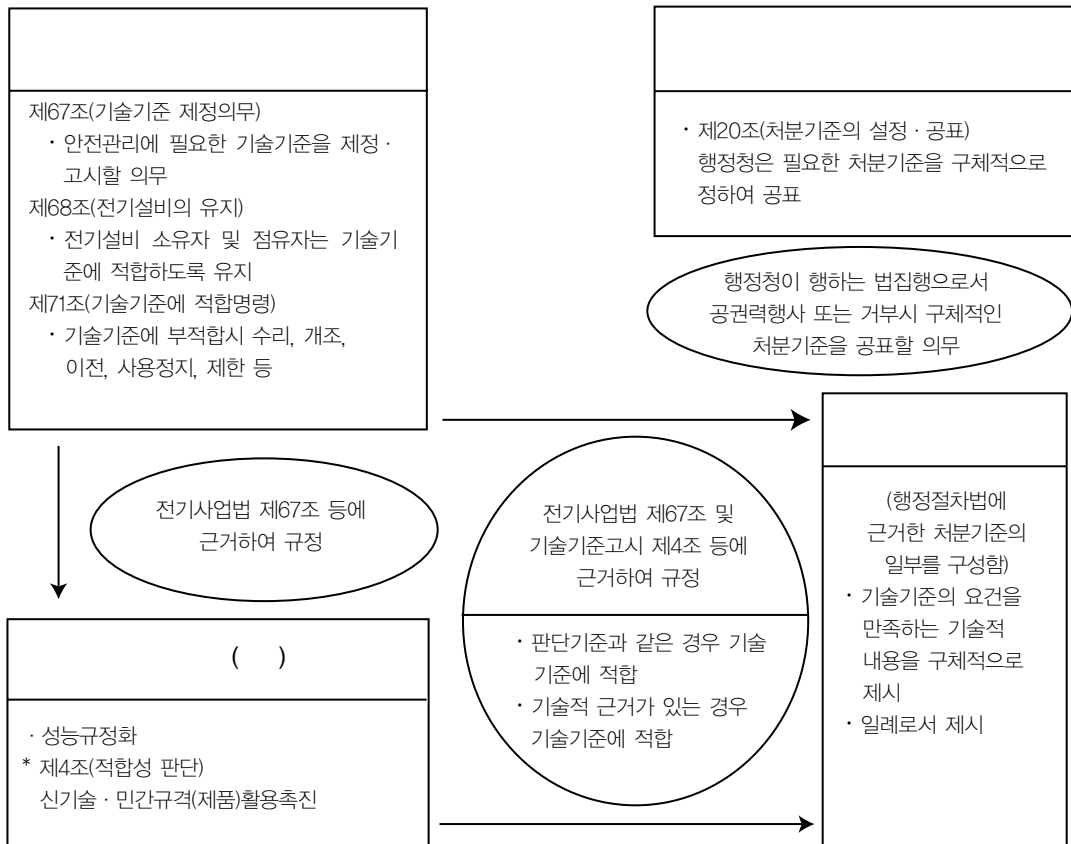 제67조(기술기준 제정의무)
· 안전관리에 필요한 기술기준을 제정 ·
고시할 의무
제68조(전기설비의 유지)
· 전기설비 소유자 및 점유자는 기술기
준에 적합하도록 유지
제71조(기술기준에 적합명령)
· 기술기준에 부적합시 수리, 개조,
이전, 사용정지, 제한 등
· 제20조(처분기준의 설정 · 공표)
행정청은 필요한 처분기준을 구체적으로
정하여 공표
행정청이 행하는 법집행으로서
공권력행사 또는 거부시 구체적인
처분기준을 공표할 의무
전기사업법 제67조 등에
근거하여 규정
전기사업법 제67조 및
기술기준고시 제4조 등에
근거하여 규정
· 판단기준과 같은 경우 기술
기준에 적합
· 기술적 근거가 있는 경우
기술기준에 적합
(행정절차법에
근거한 처분기준의
일부를 구성함)
· 기술기준의 요건을
만족하는 기술적
내용을 구체적으로
제시
· 일례로서 제시
( )
· 성능규정화
* 제4조(적합성 판단)
신기술 · 민간규격(제품)활용촉진